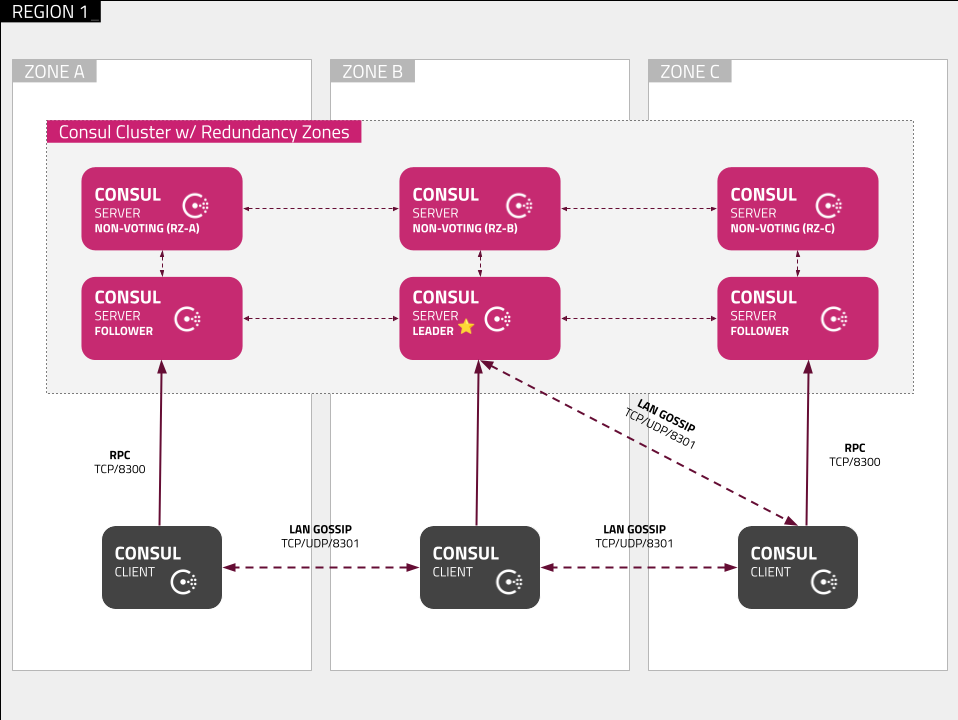 REGION 1_
ZONE A
ZONE B
ZONE C
Consul Cluster w/ Redundancy Zones
CONSUL
SERVER
NON-VOTING (RZ-A)
CONSUL
SERVER
NON-VOTING (RZ-B)
CONSUL
SERVER
NON-VOTING (RZ-C)
CONSUL
SERVER
FOLLOWER
CONSUL
SERVER
LEADER
CONSUL
SERVER
FOLLOWER
LAN GOSSIP
TCP/UDP/8301
RPC
TCP/8300
RPC
TCP/8300
LAN GOSSIP
TCP/UDP/8301
LAN GOSSIP
TCP/UDP/8301
CONSUL
CLIENT
CONSUL
CLIENT
CONSUL
CLIENT